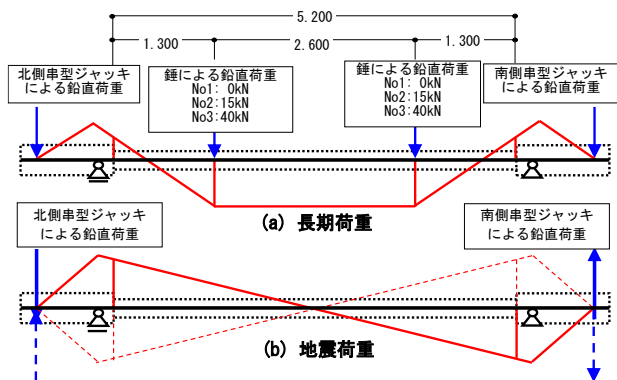 5.200
1.300
2.600
1.300
北側串型ジャッキ
による鉛直荷重
錘による鉛直荷重
No1: 0kN
No2:15kN
No3:40kN
錘による鉛直荷重
No1: 0kN
No2:15kN
No3:40kN
南側串型ジャッキ
による鉛直荷重
(a) 長期荷重
北側串型ジャッキ
による鉛直荷重
南側串型ジャッキ
による鉛直荷重
(b) 地震荷重